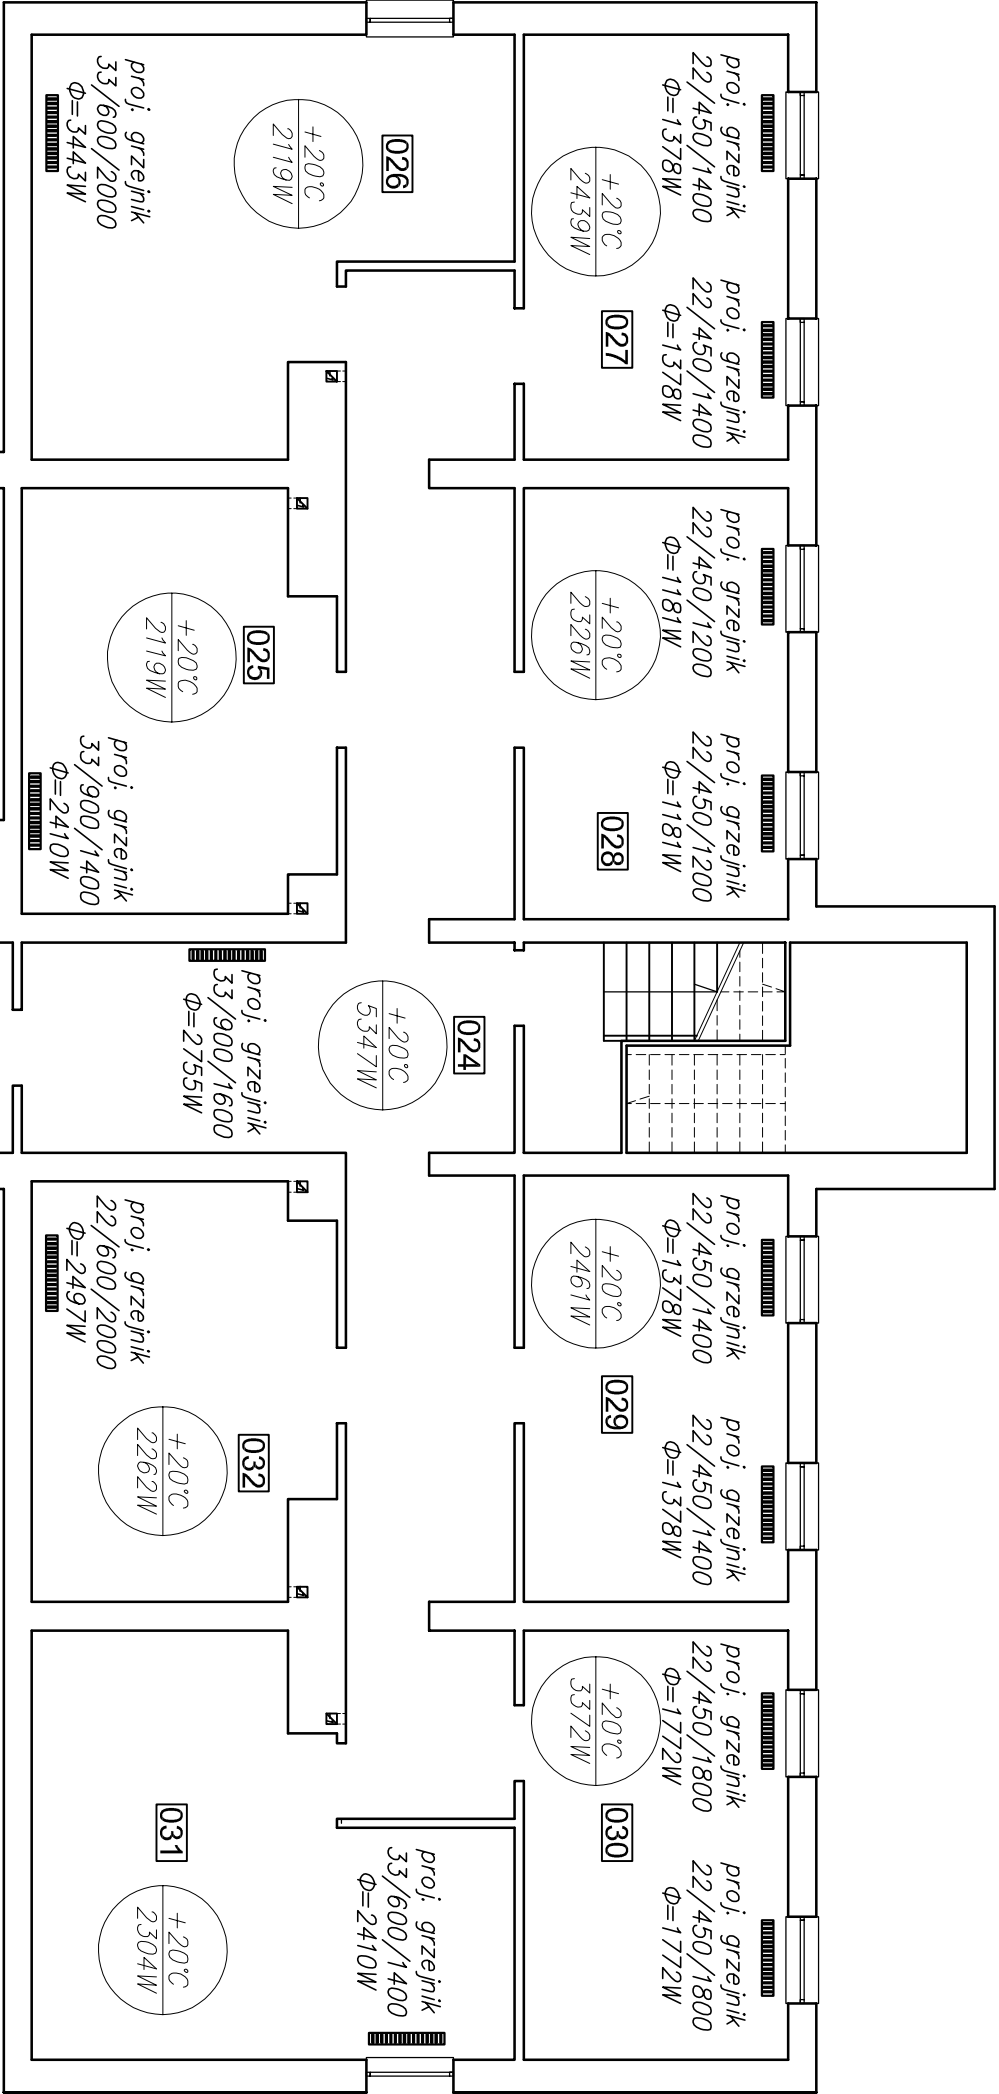 proj. grzejnik
22/450/1400
Φ=1378W
+20°C
2439W
proj. grzejnik
22/450/1400
Φ=1378W
027
proj. grzejnik
22/450/1200
Φ=1181W
+20°C
2326W
proj. grzejnik
22/450/1200
Φ=1181W
028
proj. grzejnik
22/450/1400
Φ=1378W
+20°C
2461W
029
proj. grzejnik
22/450/1400
Φ=1378W
proj. grzejnik
22/450/1800
Φ=1772W
+20°C
3372W
030
proj. grzejnik
22/450/1800
Φ=1772W
026
+20°C
2119W
proj. grzejnik
33/600/2000
Φ=3443W
025
+20°C
2119W
proj. grzejnik
33/900/1400
Φ=2410W
024
+20°C
5347W
proj. grzejnik
33/900/1600
Φ=2755W
proj. grzejnik
22/600/2000
Φ=2497W
032
+20°C
2262W
031
+20°C
2304W
proj. grzejnik
33/600/1400
Φ=2410W